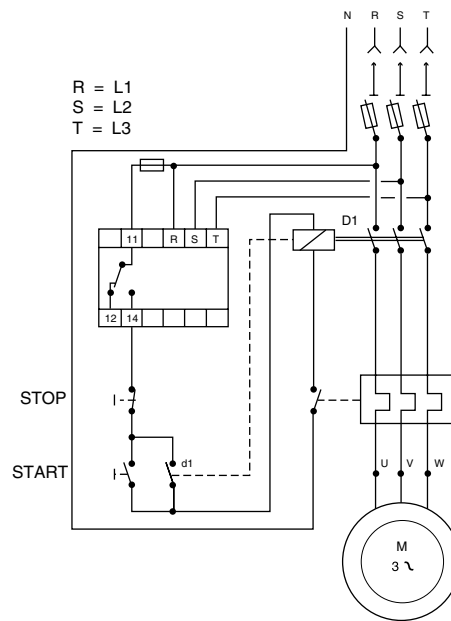 N R S T
R = L1
S = L2
T = L3
D1
11 R S T
12 14
STOP
START
d1
U V W
M
3 ~